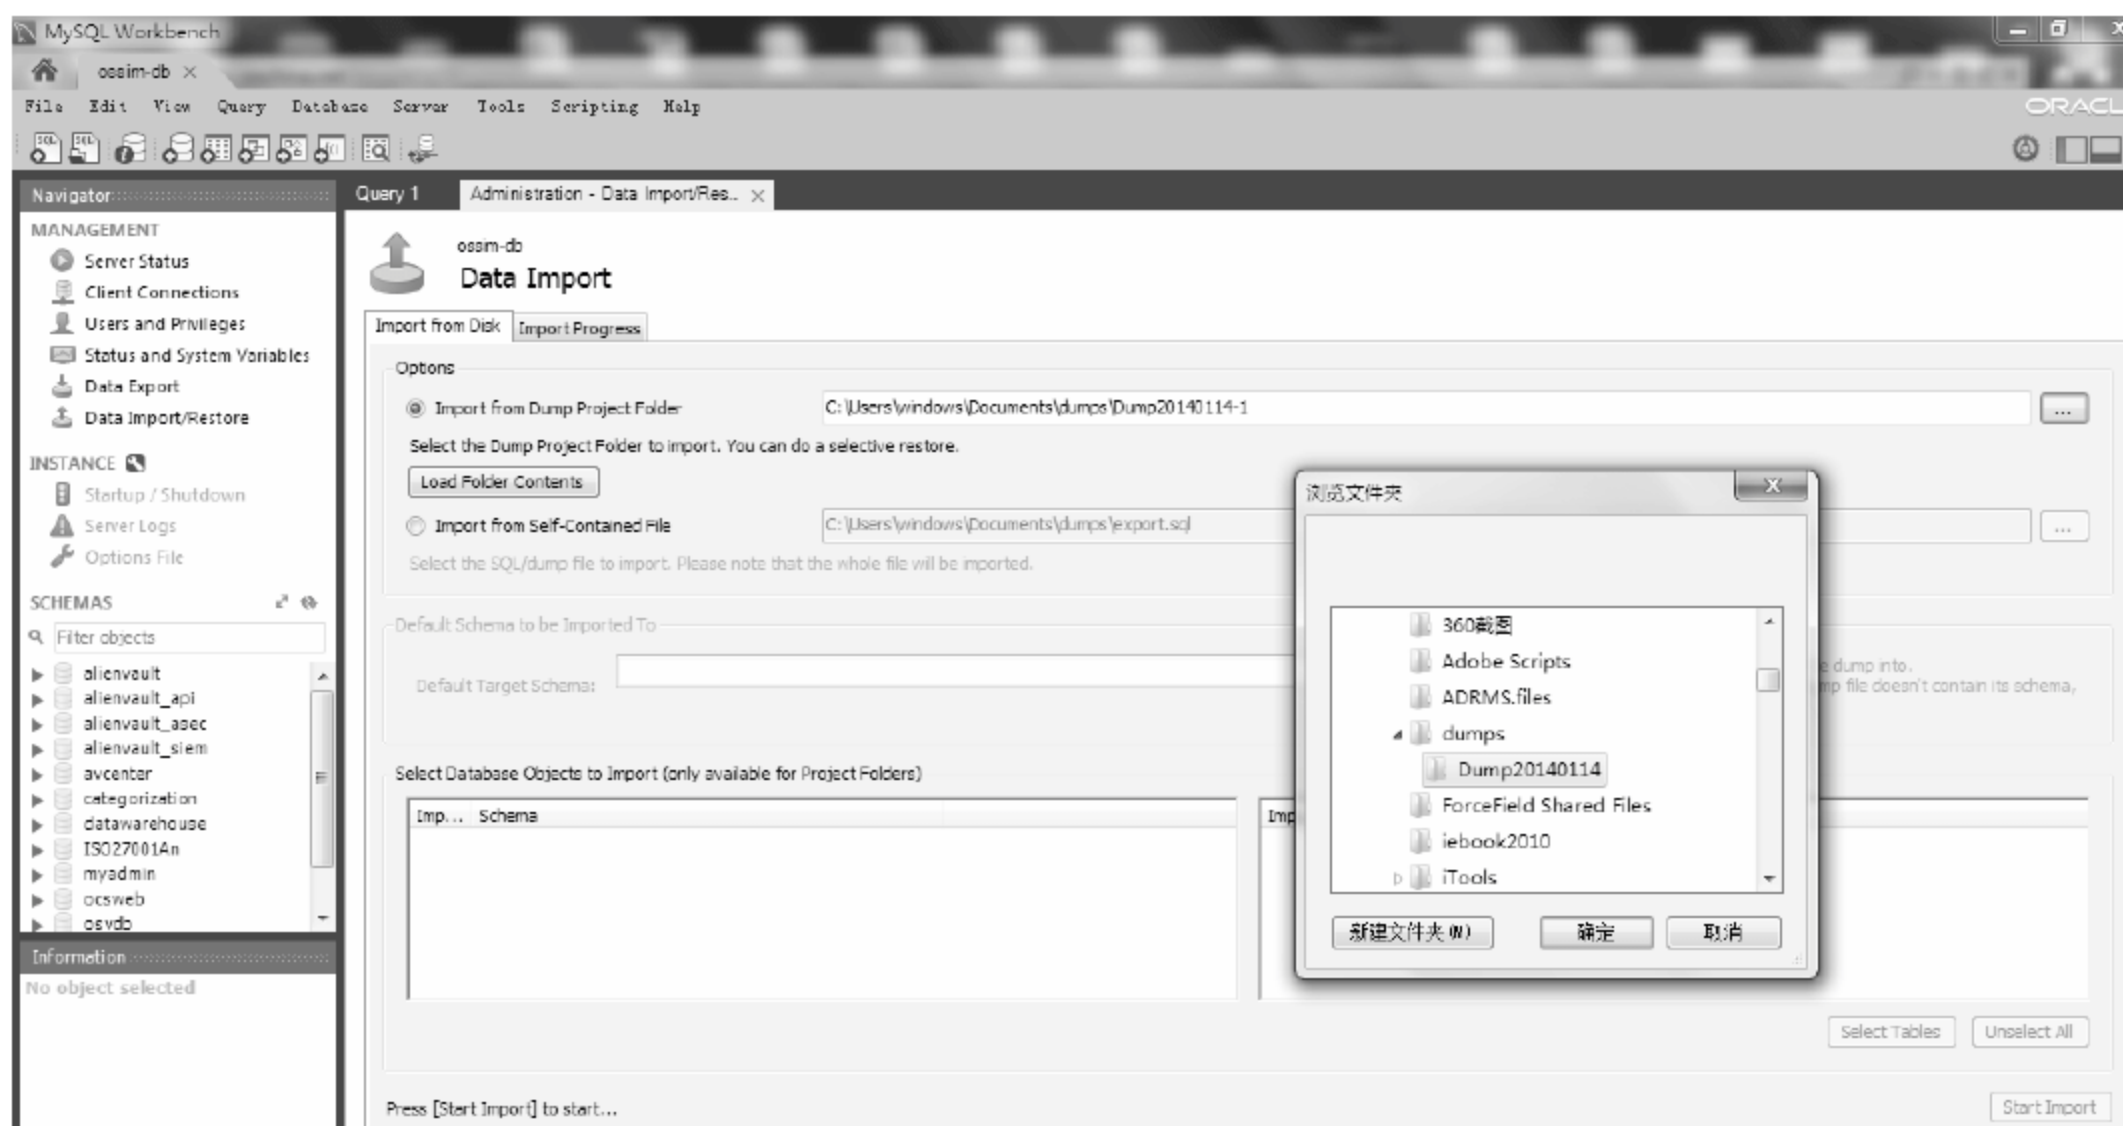 MySQL Workbench
ossim-db
File Edit View Query Database Server Tools Scripting Help
ORACL
Navigator
MANAGEMENT
Server Status
Client Connections
Users and Privileges
Status and System Variables
Data Export
Data Import/Restore
INSTANCE
Startup / Shutdown
Server Logs
Options File
SCHEMAS
Filter objects
alienvault
alienvault_api
alienvault_asec
alienvault_siem
avcenter
categorization
datawarehouse
ISO27001An
myadmin
ocsweb
osvdb
Information
No object selected
Query 1
Administration - Data Import/Res..
ossim-db
Data Import
Import from Disk
Import Progress
Options
Import from Dump Project Folder
C:\Users\windows\Documents\dumps\Dump20140114-1
...
Select the Dump Project Folder to import. You can do a selective restore.
Load Folder Contents
Import from Self-Contained File
C:\Users\windows\Documents\dumps\export.sql
...
Select the SQL/dump file to import. Please note that the whole file will be imported.
Default Schema to be Imported To
Default Target Schema:
e dump into.
mp file doesn't contain its schema,
Select Database Objects to Import (only available for Project Folders)
Imp... Schema
Imp
浏览文件夹
360截图
Adobe Scripts
ADRMS.files
dumps
Dump20140114
ForceField Shared Files
iebook2010
iTools
新建文件夹(N)
确定
取消
Select Tables
Unselect All
Press [Start Import] to start...
Start Import